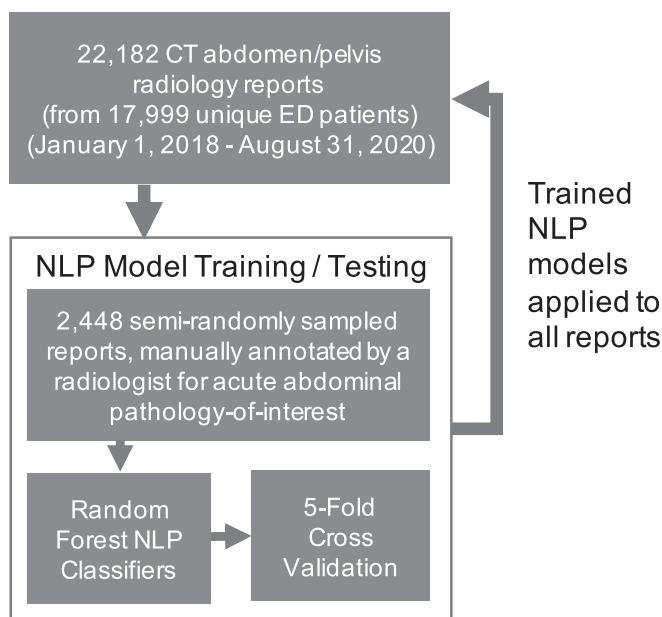 22,182 CT abdomen/pelvis
radiology reports
(from 17,999 unique ED patients)
(January 1, 2018 - August 31, 2020)
NLP Model Training / Testing
2,448 semi-randomly sampled
reports, manually annotated by a
radiologist for acute abdominal
pathology-of-interest
Random
Forest NLP
Classifiers
5-Fold
Cross
Validation
Trained
NLP
models
applied to
all reports